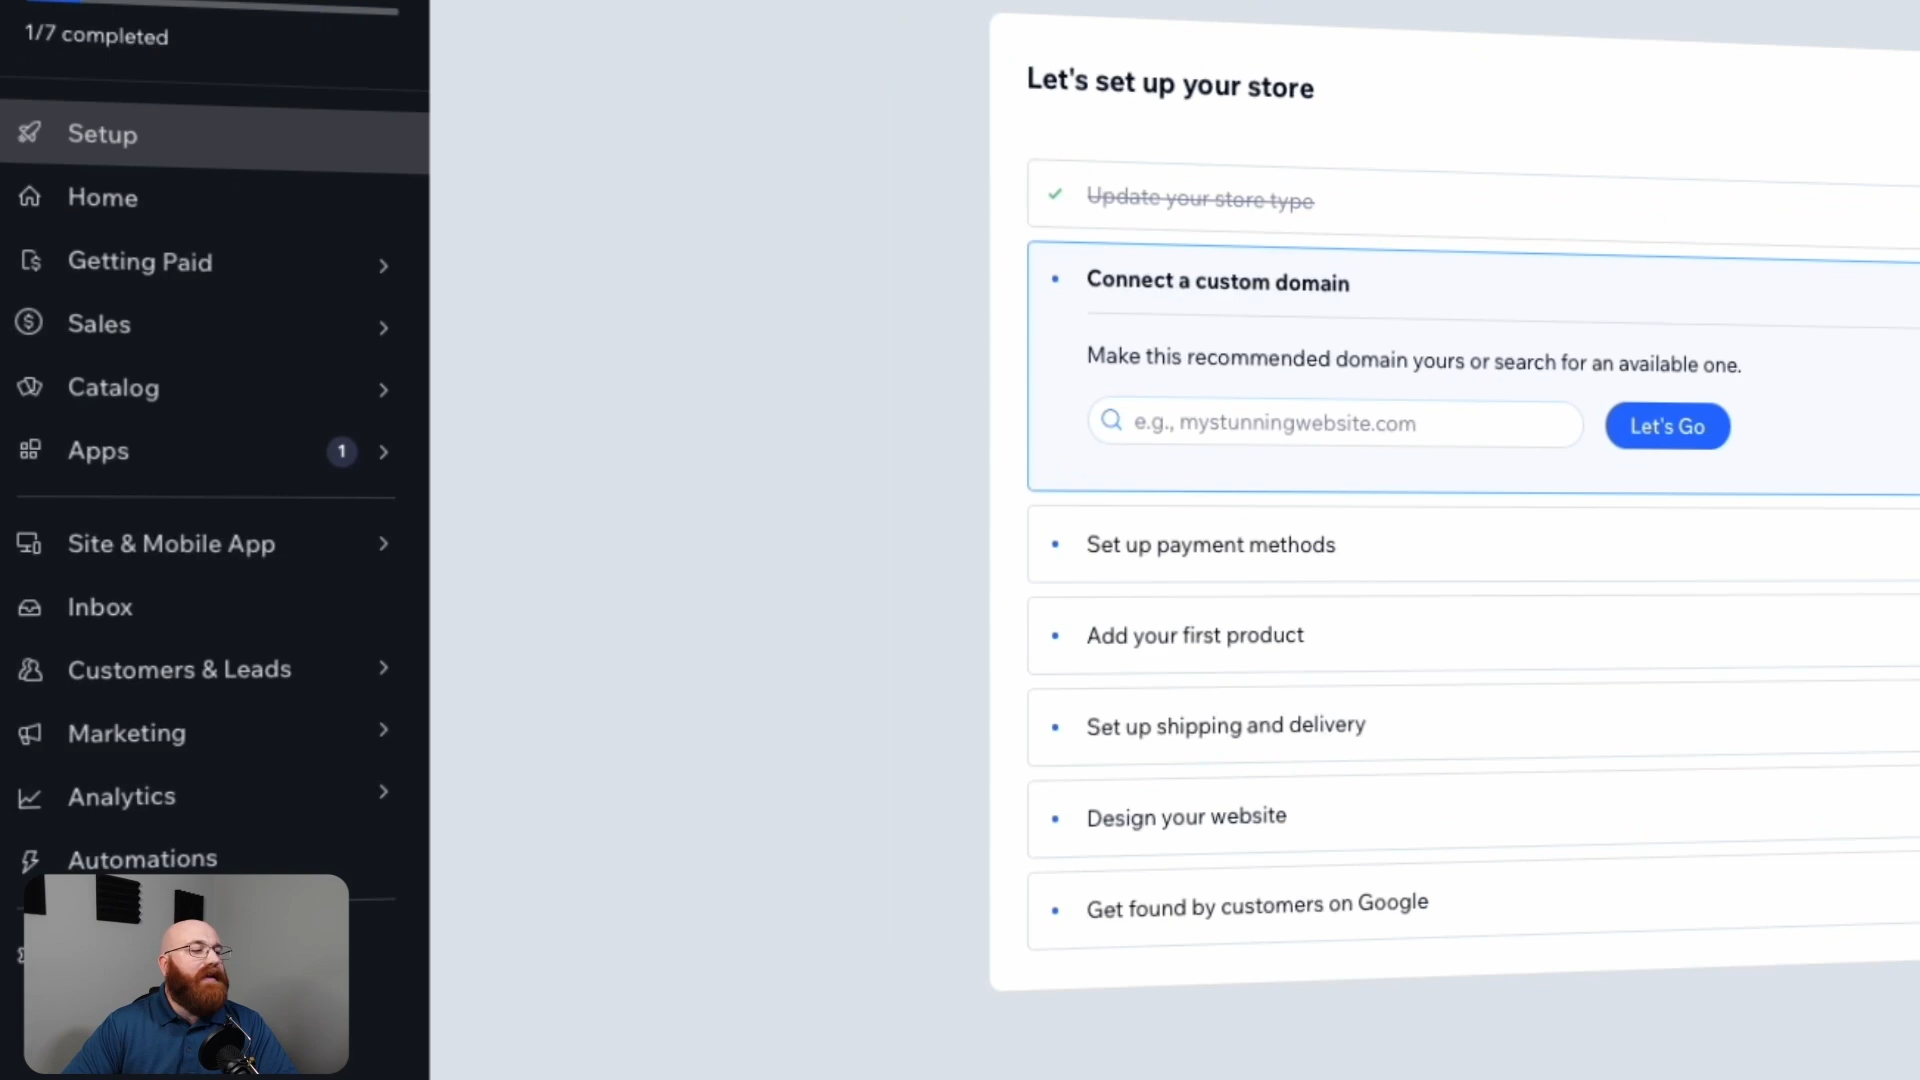 1/7 completed
Setup
Home
Getting Paid
Sales
Catalog
Apps
1
Site & Mobile App
Inbox
Customers & Leads
Marketing
Analytics
Automations
Let's set up your store
Update your store type
Connect a custom domain
Make this recommended domain yours or search for an available one.
e.g., mystunningwebsite.com
Let's Go
Set up payment methods
Add your first product
Set up shipping and delivery
Design your website
Get found by customers on Google